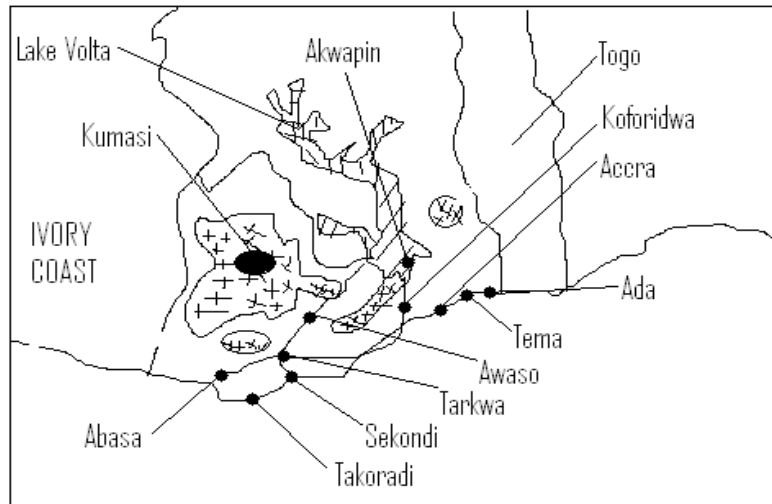 Lake Volta
Akwapin
Togo
Kumasi
Koforidwa
Accra
IVORY
COAST
Ada
Tema
Awaso
Tarkwa
Abasa
Sekondi
Takoradi